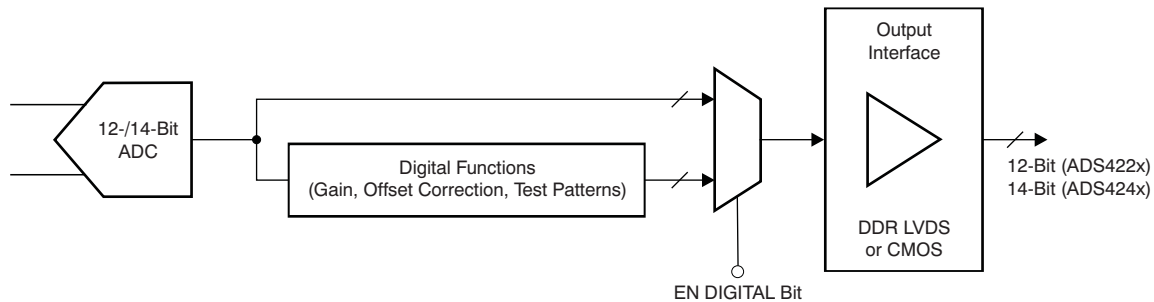 12-/14-Bit
ADC
Digital Functions
(Gain, Offset Correction, Test Patterns)
EN DIGITAL Bit
Output
Interface
DDR LVDS
or CMOS
12-Bit (ADS422x)
14-Bit (ADS424x)